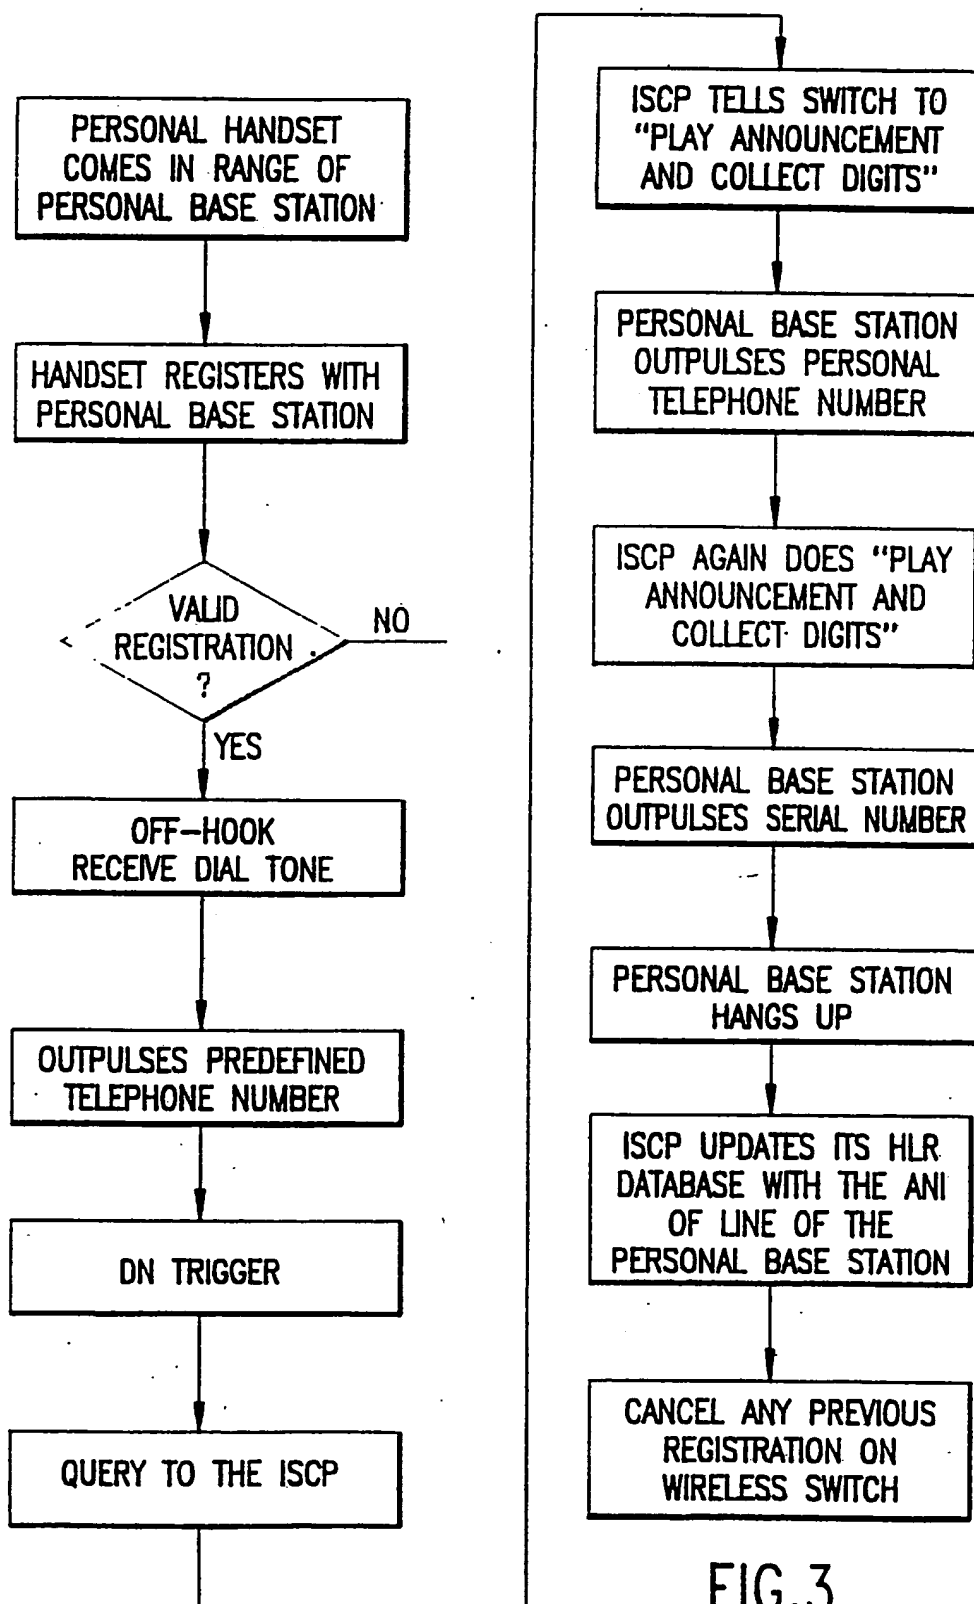 PERSONAL HANDSET
COMES IN RANGE OF
PERSONAL BASE STATION
HANDSET REGISTERS WITH
PERSONAL BASE STATION
VALID
REGISTRATION
?
NO
YES
OFF-HOOK
RECEIVE DIAL TONE
OUTPULSES PREDEFINED
TELEPHONE NUMBER
DN TRIGGER
QUERY TO THE ISCP
ISCP TELLS SWITCH TO
"PLAY ANNOUNCEMENT
AND COLLECT DIGITS"
PERSONAL BASE STATION
OUTPULSES PERSONAL
TELEPHONE NUMBER
ISCP AGAIN DOES "PLAY
ANNOUNCEMENT AND
COLLECT DIGITS"
PERSONAL BASE STATION
OUTPULSES SERIAL NUMBER
PERSONAL BASE STATION
HANGS UP
ISCP UPDATES ITS HLR
DATABASE WITH THE ANI
OF LINE OF THE
PERSONAL BASE STATION
CANCEL ANY PREVIOUS
REGISTRATION ON
WIRELESS SWITCH
FIG.3